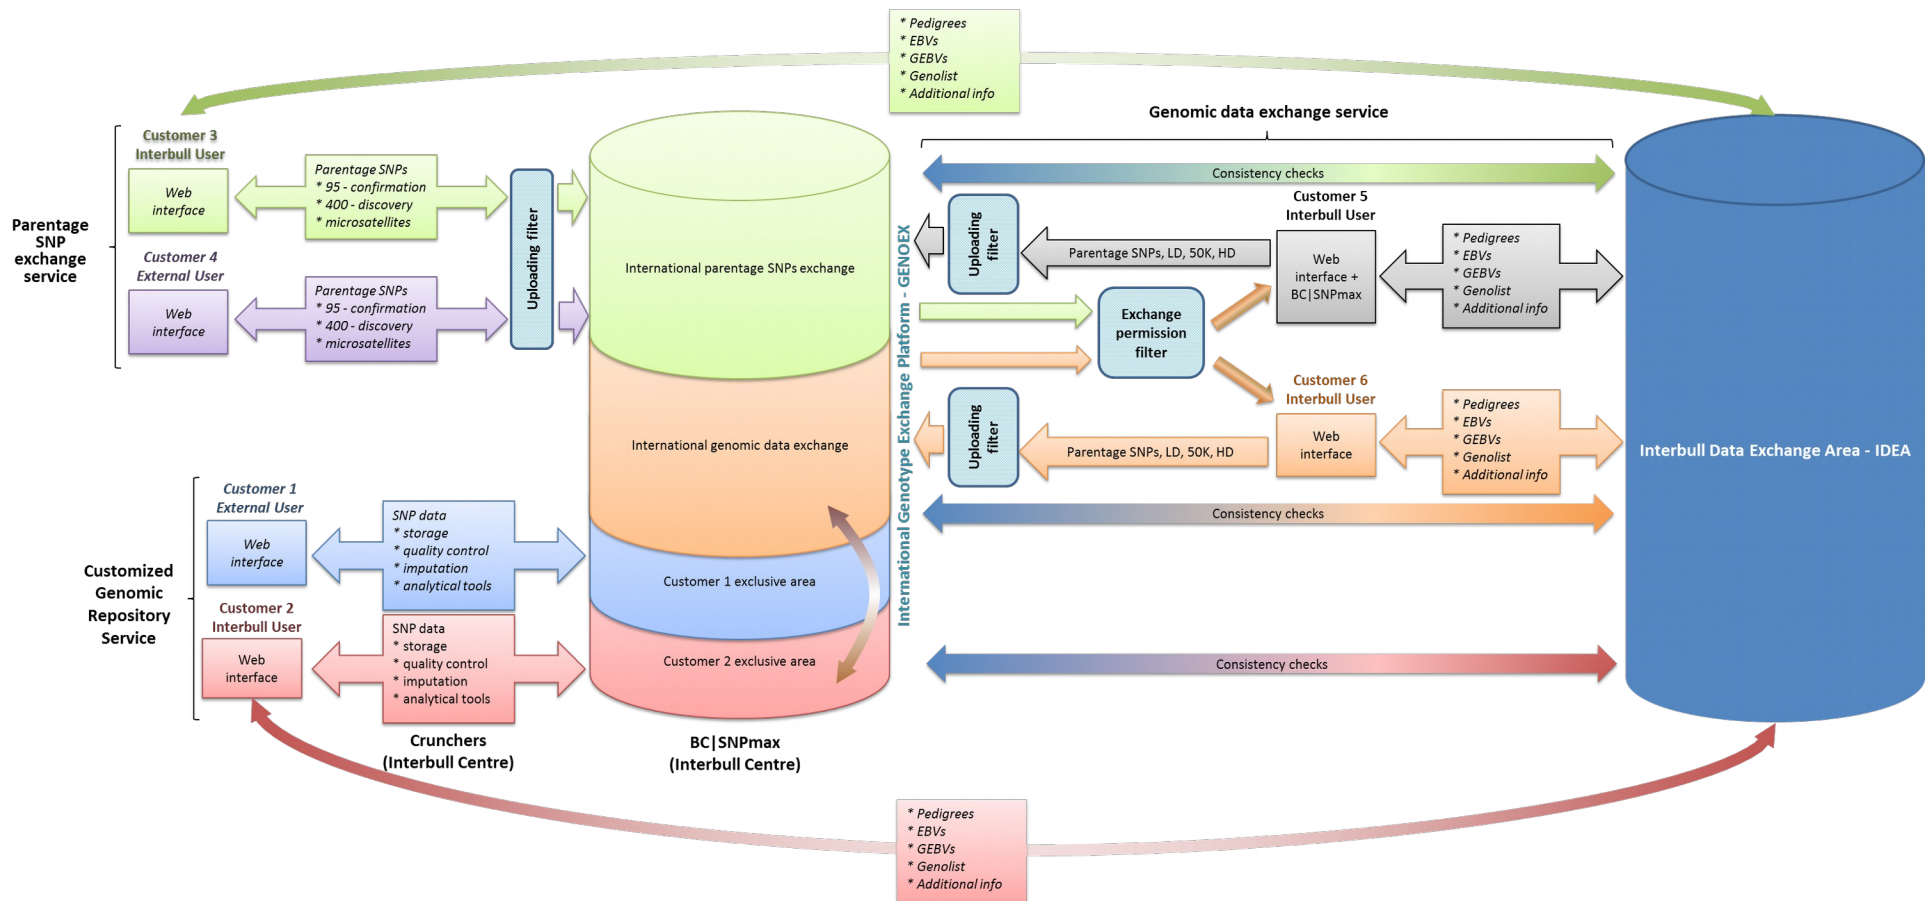 * Pedigrees
* EBVs
* GEBVs
* Genolist
* Additional info
Parentage
SNP
exchange
service
Customer 3
Interbull User
Web
interface
Parentage SNPs
* 95 - confirmation
* 400 - discovery
* microsatellites
Customer 4
External User
Web
interface
Parentage SNPs
* 95 - confirmation
* 400 - discovery
* microsatellites
Uploading filter
International parentage SNPs exchange
International genomic data exchange
Customer 1 exclusive area
Customer 2 exclusive area
BC|SNPmax
(Interbull Centre)
Customized
Genomic
Repository
Service
Customer 1
External User
Web
interface
SNP data
* storage
* quality control
* imputation
* analytical tools
Customer 2
Interbull User
Web
interface
SNP data
* storage
* quality control
* imputation
* analytical tools
Crunchers
(Interbull Centre)
International Genotype Exchange Platform - GENOEX
Genomic data exchange service
Consistency checks
Uploading
filter
Parentage SNPs, LD, 50K, HD
Customer 5
Interbull User
Web
interface +
BC|SNPmax
* Pedigrees
* EBVs
* GEBVs
* Genolist
* Additional info
Exchange
permission
filter
Uploading
filter
Parentage SNPs, LD, 50K, HD
Customer 6
Interbull User
Web
interface
* Pedigrees
* EBVs
* GEBVs
* Genolist
* Additional info
Consistency checks
Consistency checks
Interbull Data Exchange Area - IDEA
* Pedigrees
* EBVs
* GEBVs
* Genolist
* Additional info